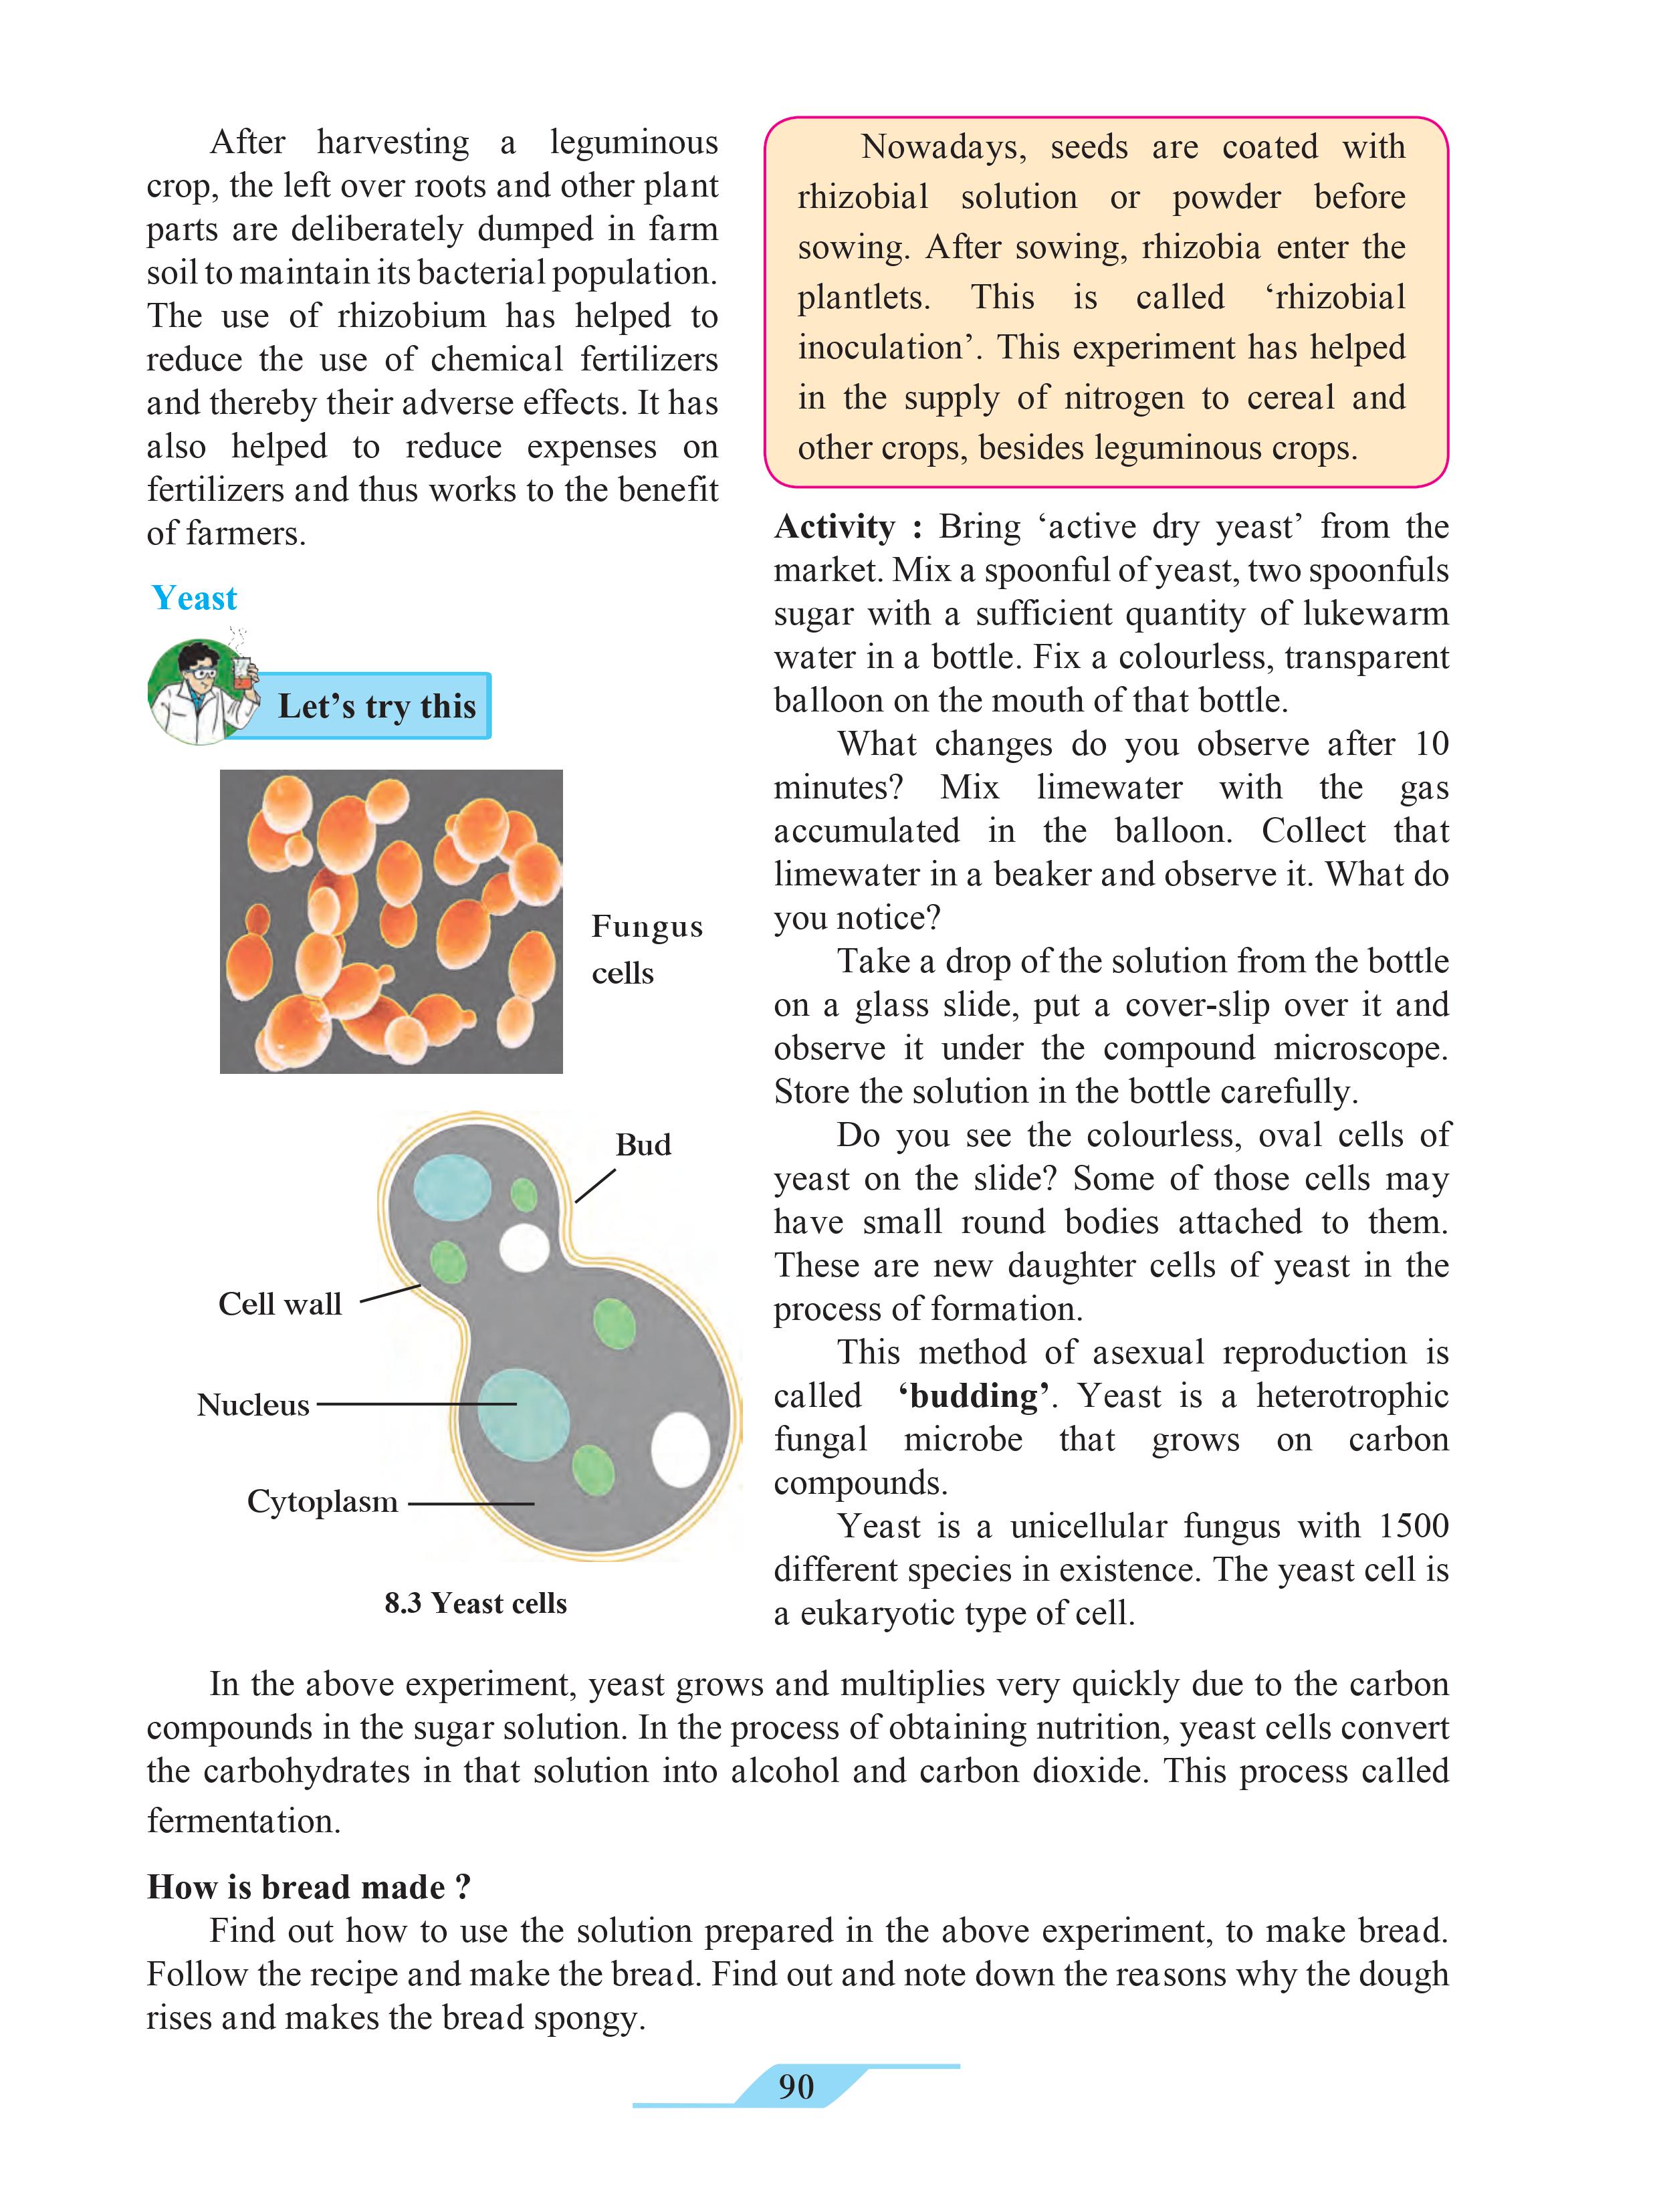 After harvesting a leguminous
crop, the left over roots and other plant
parts are deliberately dumped in farm
soil to maintain its bacterial population.
The use of rhizobium has helped to
reduce the use of chemical fertilizers
and thereby their adverse effects. It has
also helped to reduce expenses on
fertilizers and thus works to the benefit
of farmers.
Yeast
Let’s try this
Fungus
cells
Bud
Cell wall
Nucleus
Cytoplasm
8.3 Yeast cells
Nowadays, seeds are coated with
rhizobial solution or powder before
sowing. After sowing, rhizobia enter the
plantlets. This is called ‘rhizobial
inoculation’. This experiment has helped
in the supply of nitrogen to cereal and
other crops, besides leguminous crops.
Activity : Bring ‘active dry yeast’ from the
market. Mix a spoonful of yeast, two spoonfuls
sugar with a sufficient quantity of lukewarm
water in a bottle. Fix a colourless, transparent
balloon on the mouth of that bottle.
What changes do you observe after 10
minutes? Mix limewater with the gas
accumulated in the balloon. Collect that
limewater in a beaker and observe it. What do
you notice?
Take a drop of the solution from the bottle
on a glass slide, put a cover-slip over it and
observe it under the compound microscope.
Store the solution in the bottle carefully.
Do you see the colourless, oval cells of
yeast on the slide? Some of those cells may
have small round bodies attached to them.
These are new daughter cells of yeast in the
process of formation.
This method of asexual reproduction is
called ‘budding’. Yeast is a heterotrophic
fungal microbe that grows on carbon
compounds.
Yeast is a unicellular fungus with 1500
different species in existence. The yeast cell is
a eukaryotic type of cell.
In the above experiment, yeast grows and multiplies very quickly due to the carbon
compounds in the sugar solution. In the process of obtaining nutrition, yeast cells convert
the carbohydrates in that solution into alcohol and carbon dioxide. This process called
fermentation.
How is bread made ?
Find out how to use the solution prepared in the above experiment, to make bread.
Follow the recipe and make the bread. Find out and note down the reasons why the dough
rises and makes the bread spongy.
90